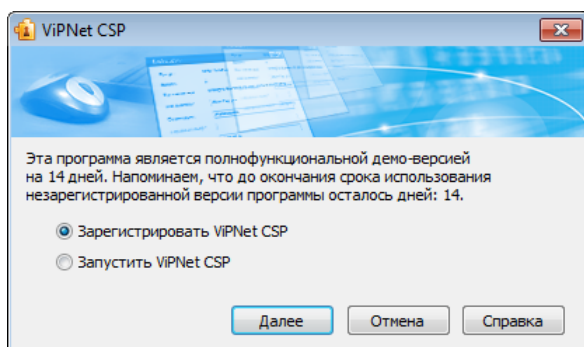 ViPNet CSP
Эта программа является полнофункциональной демо-версией
на 14 дней. Напоминаем, что до окончания срока использования
незарегистрированной версии программы осталось дней: 14.
Зарегистрировать ViPNet CSP
Запустить ViPNet CSP
Далее
Отмена
Справка